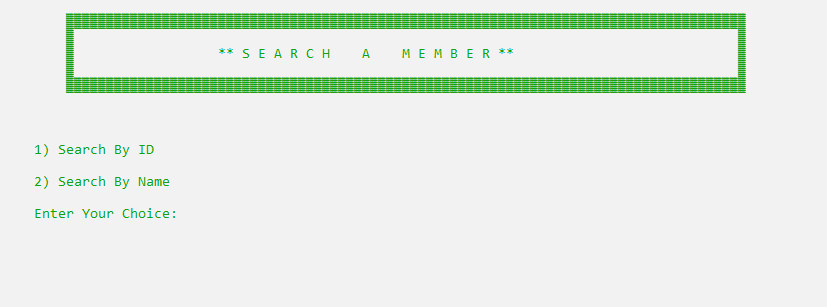 ** S E A R C H    A    M E M B E R **
1) Search By ID
2) Search By Name
Enter Your Choice: